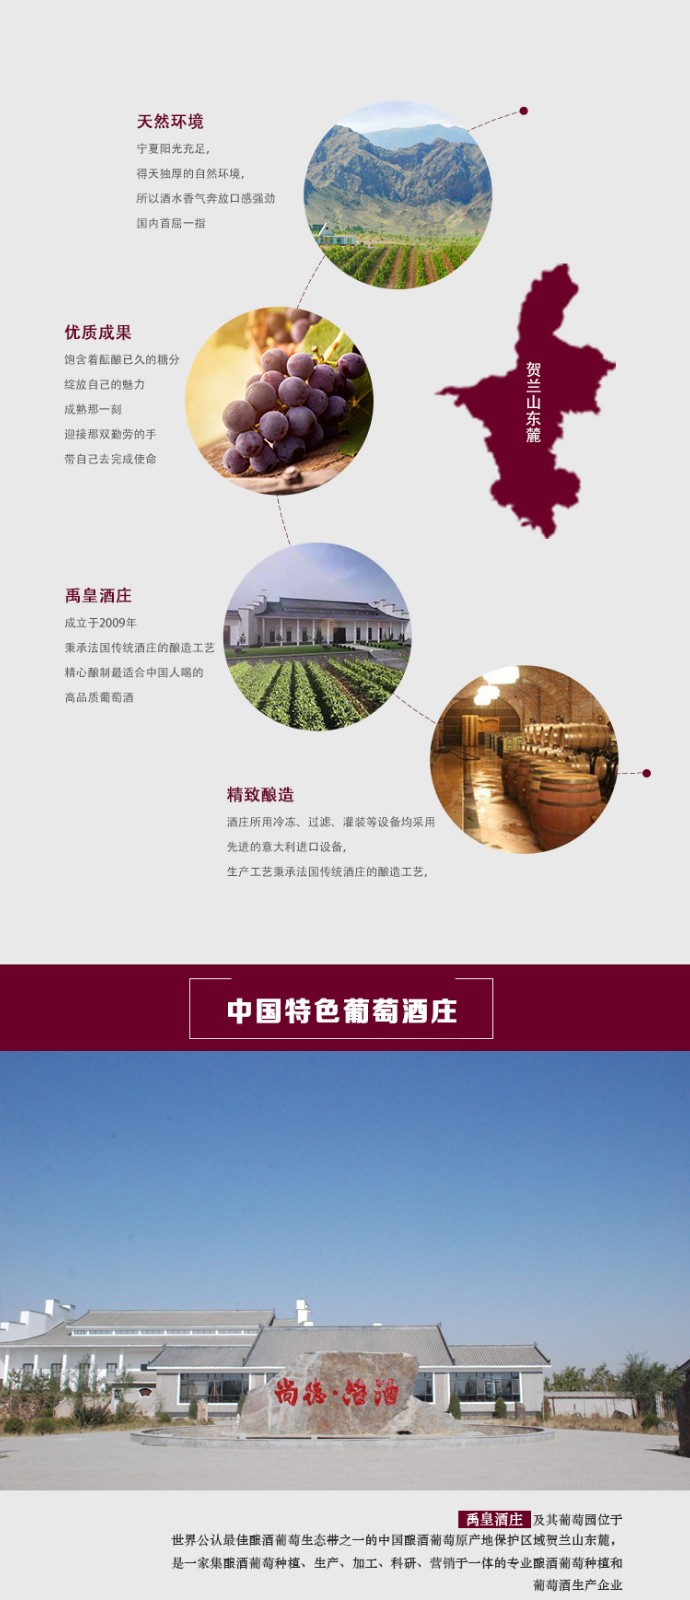 天然环境
宁夏阳光充足,
得天独厚的自然环境,
所以酒水香气奔放口感强劲
国内首屈一指
优质成果
饱含着酝酿已久的糖分
绽放自己的魅力
成熟那一刻
迎接那双勤劳的手
带自己去完成使命
贺兰山东麓
禹皇酒庄
成立于2009年
秉承法国传统酒庄的酿造工艺
精心酿制最适合中国人喝的
高品质葡萄酒
精致酿造
酒庄所用冷冻、过滤、灌装等设备均采用
先进的意大利进口设备,
生产工艺秉承法国传统酒庄的酿造工艺,
中国特色葡萄酒庄
尚德·
禹皇酒庄 及其葡萄园位于
世界公认最佳酿酒葡萄生态带之一的中国酿酒葡萄原产地保护区域贺兰山东麓，
是一家集酿酒葡萄种植、生产、加工、科研、营销于一体的专业酿酒葡萄种植和
葡萄酒生产企业